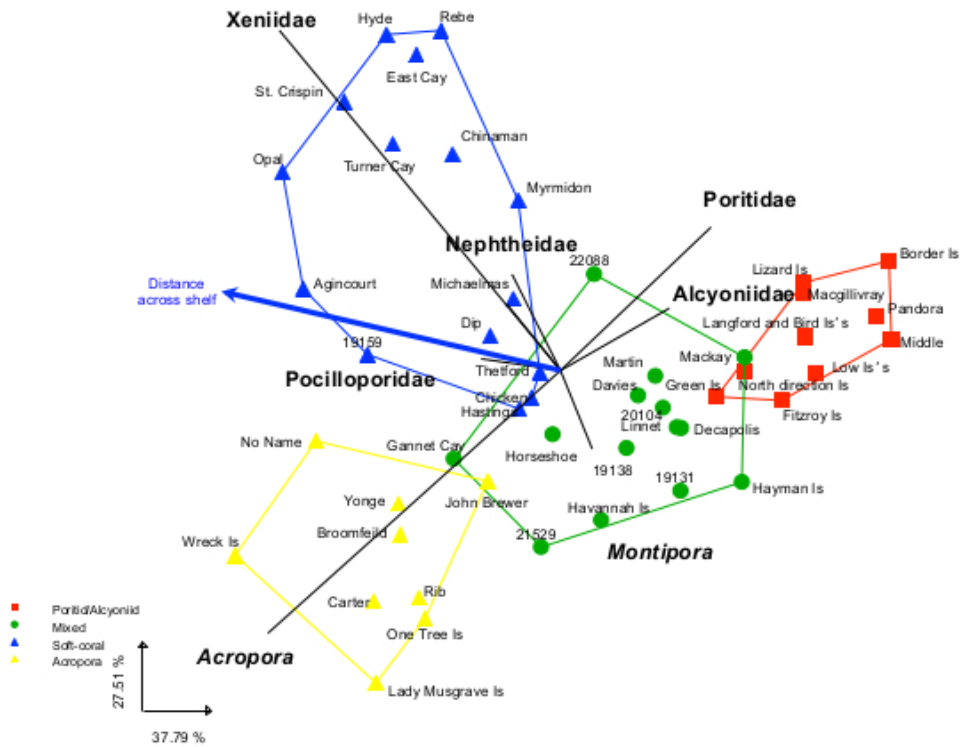 Xeniidae
Hyde
Rebe
East Cay
St. Crispin
Chinaman
Turner Cay
Opal
Myrmidon
Poritidae
Nephtheidae
22088
Border Is
Lizard Is
Distance
across shelf
Agincourt
Michaelmas
Alcyoniidae
Macgillivray
Pandora
Dip
Langford and Bird Is's
19159
Middle
Mackay
Martin
Thetford
Low Is's
Pocilloporidae
Davies
Green Is
North direction Is
Chicken
Hastings
20104
Fitzroy Is
Linnet
Decapolis
No Name
Gannet Cay
Horseshoe
19138
19131
Hayman Is
Yonge
John Brewer
Havannah Is
Broomfeild
21529
Wreck Is
Montipora
Rib
Carter
One Tree Is
Acropora
Lady Musgrave Is
Poritid/Alcyoniid
Mixed
Soft-coral
Acropora
27.51 %
37.79 %